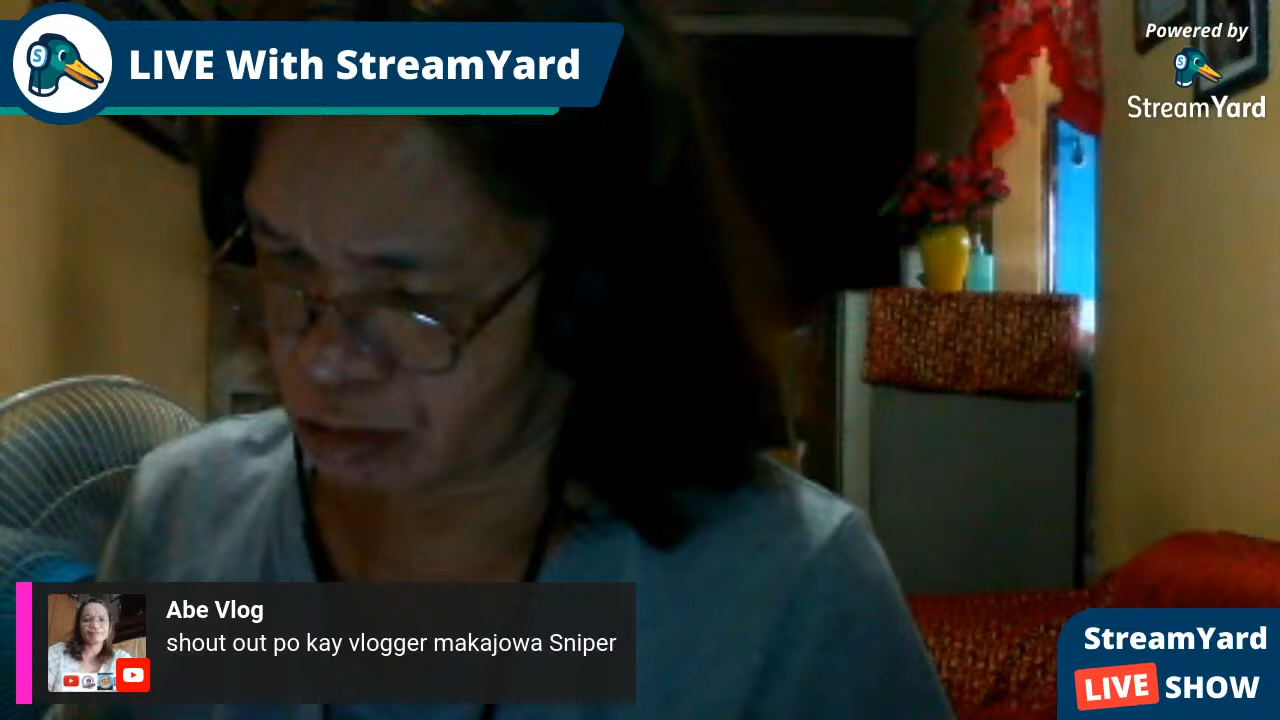 LIVE With StreamYard
Powered by
StreamYard
Abe Vlog
shout out po kay vlogger makajowa Sniper
StreamYard
LIVE SHOW